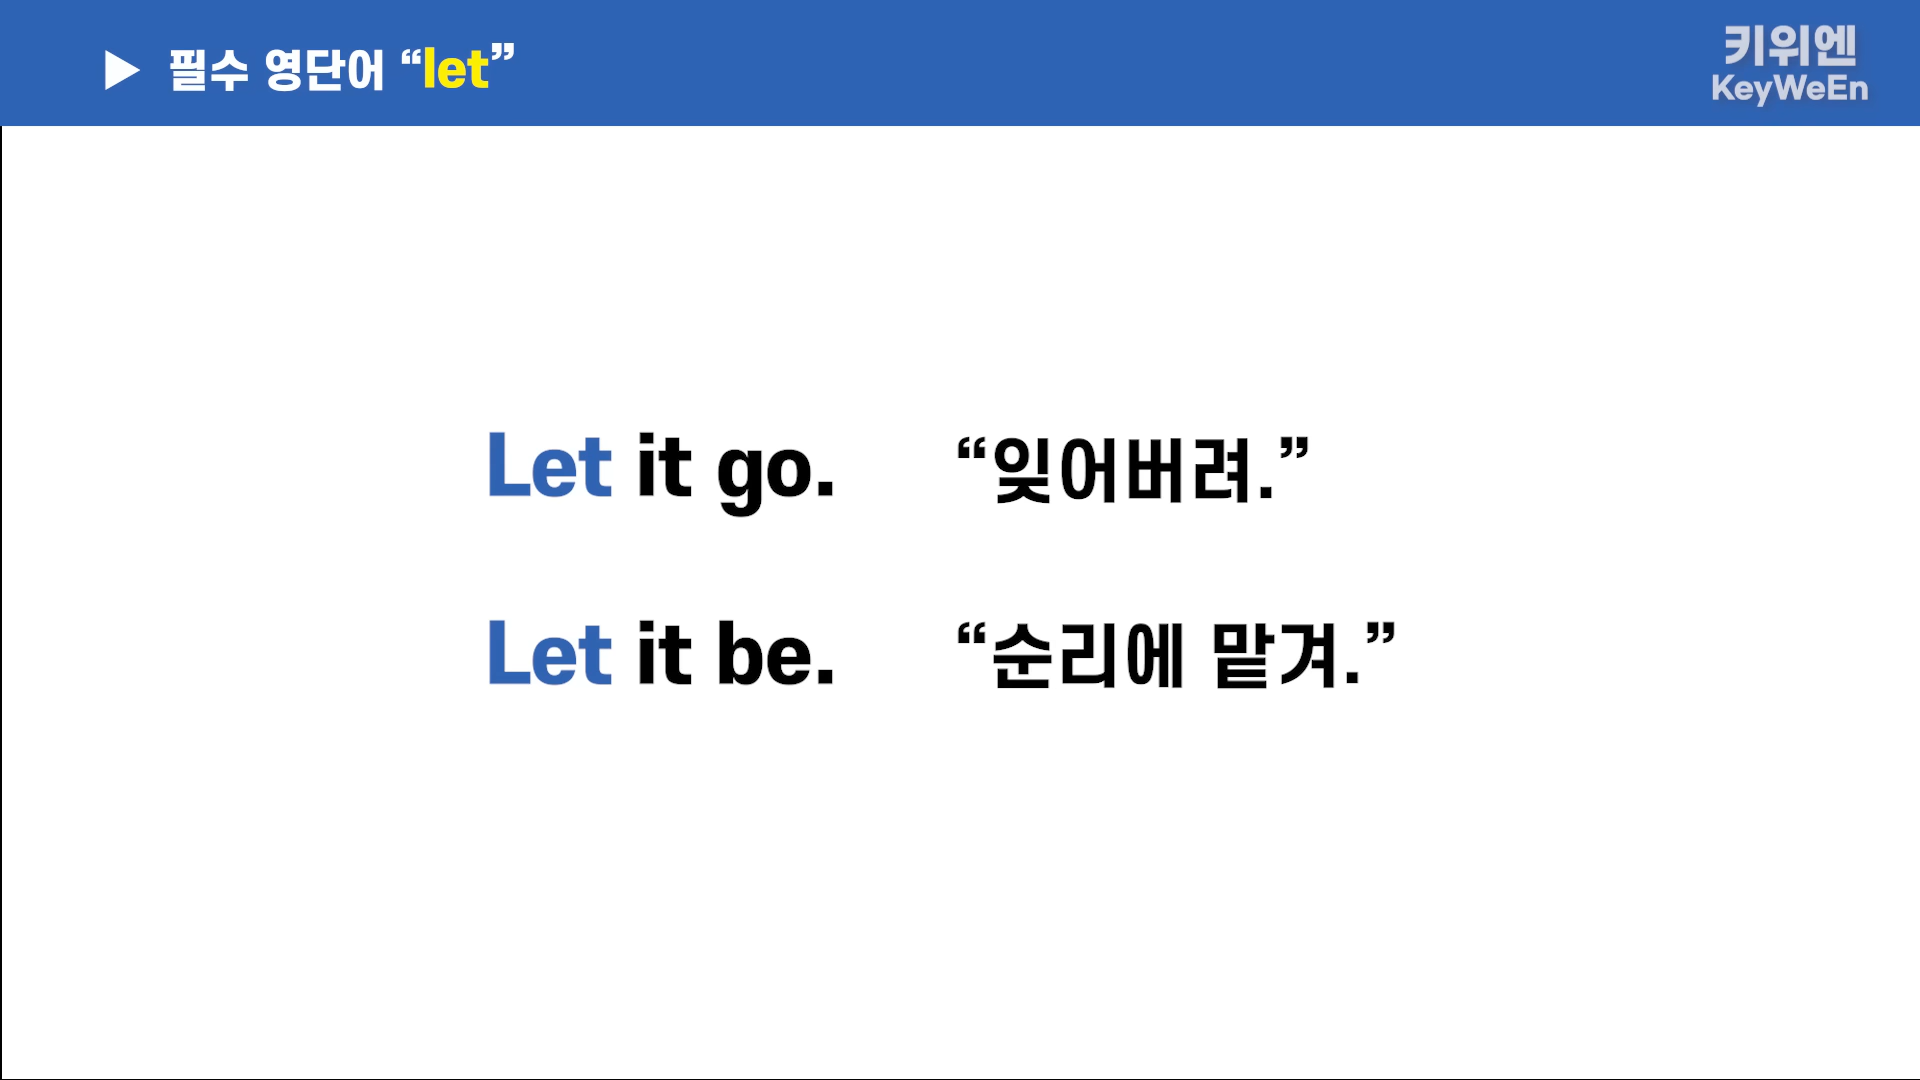 ▶ 필수 영단어 “let”
키위엔
KeyWeEn
Let it go. “잊어버려.”
Let it be. “순리에 맡겨.”